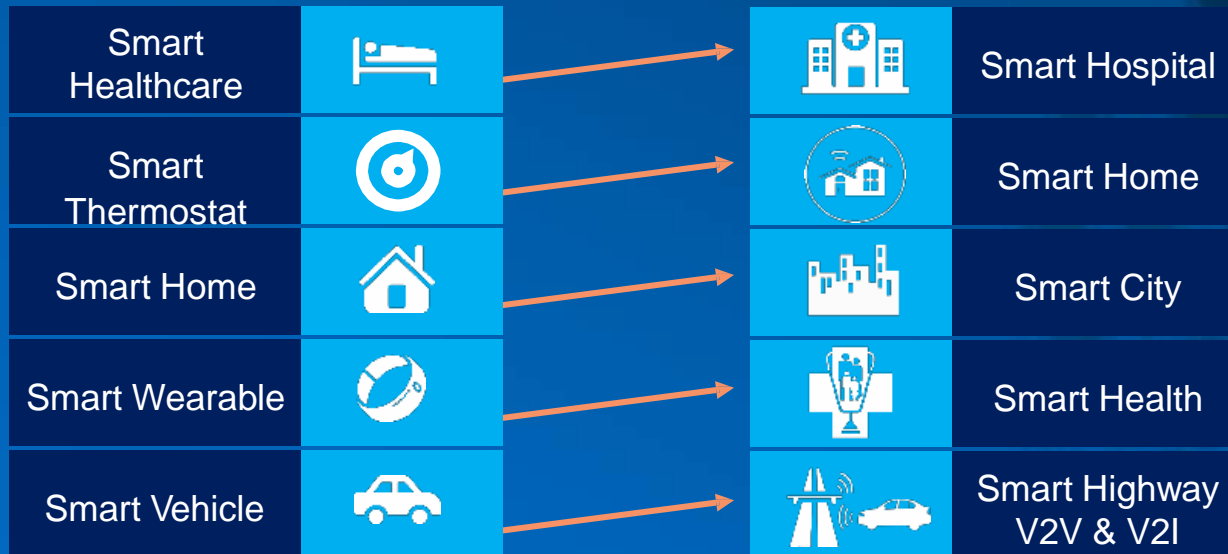 Smart
Healthcare
Smart Hospital
Smart
Thermostat
Smart Home
Smart Home
Smart City
Smart Wearable
Smart Health
Smart Vehicle
Smart Highway
V2V & V2I